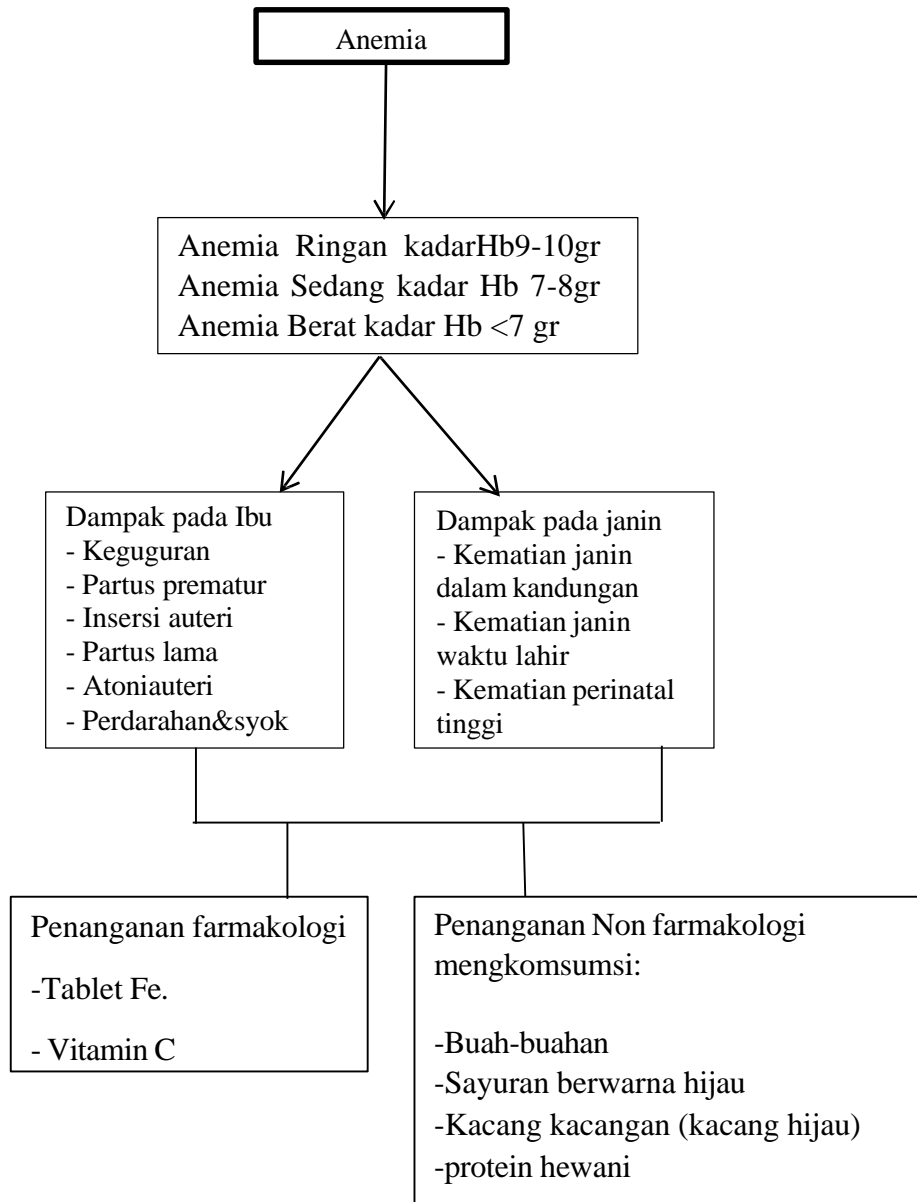 Anemia
Anemia Ringan kadarHb9-10gr
Anemia Sedang kadar Hb 7-8gr
Anemia Berat kadar Hb <7 gr
Dampak pada Ibu
- Keguguran
- Partus prematur
- Insersi auteri
- Partus lama
- Atoniauteri
- Perdarahan&syok
Dampak pada janin
- Kematian janin
dalam kandungan
- Kematian janin
waktu lahir
- Kematian perinatal
tinggi
Penanganan farmakologi
-Tablet Fe.
- Vitamin C
Penanganan Non farmakologi
mengkomsumsi:
-Buah-buahan
-Sayuran berwarna hijau
-Kacang kacangan (kacang hijau)
-protein hewani